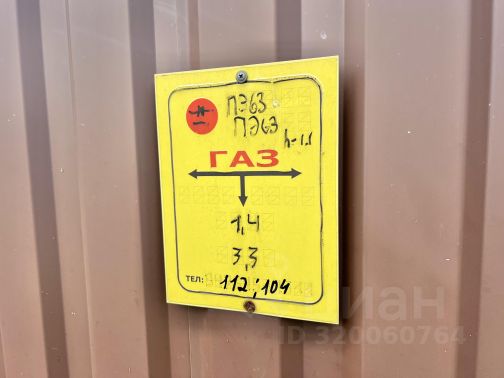 ПЭ63
ПЭ63
h-1.1
ГАЗ
1,4
3,3
ТЕЛ: 112; 104
циан
ID 320060764